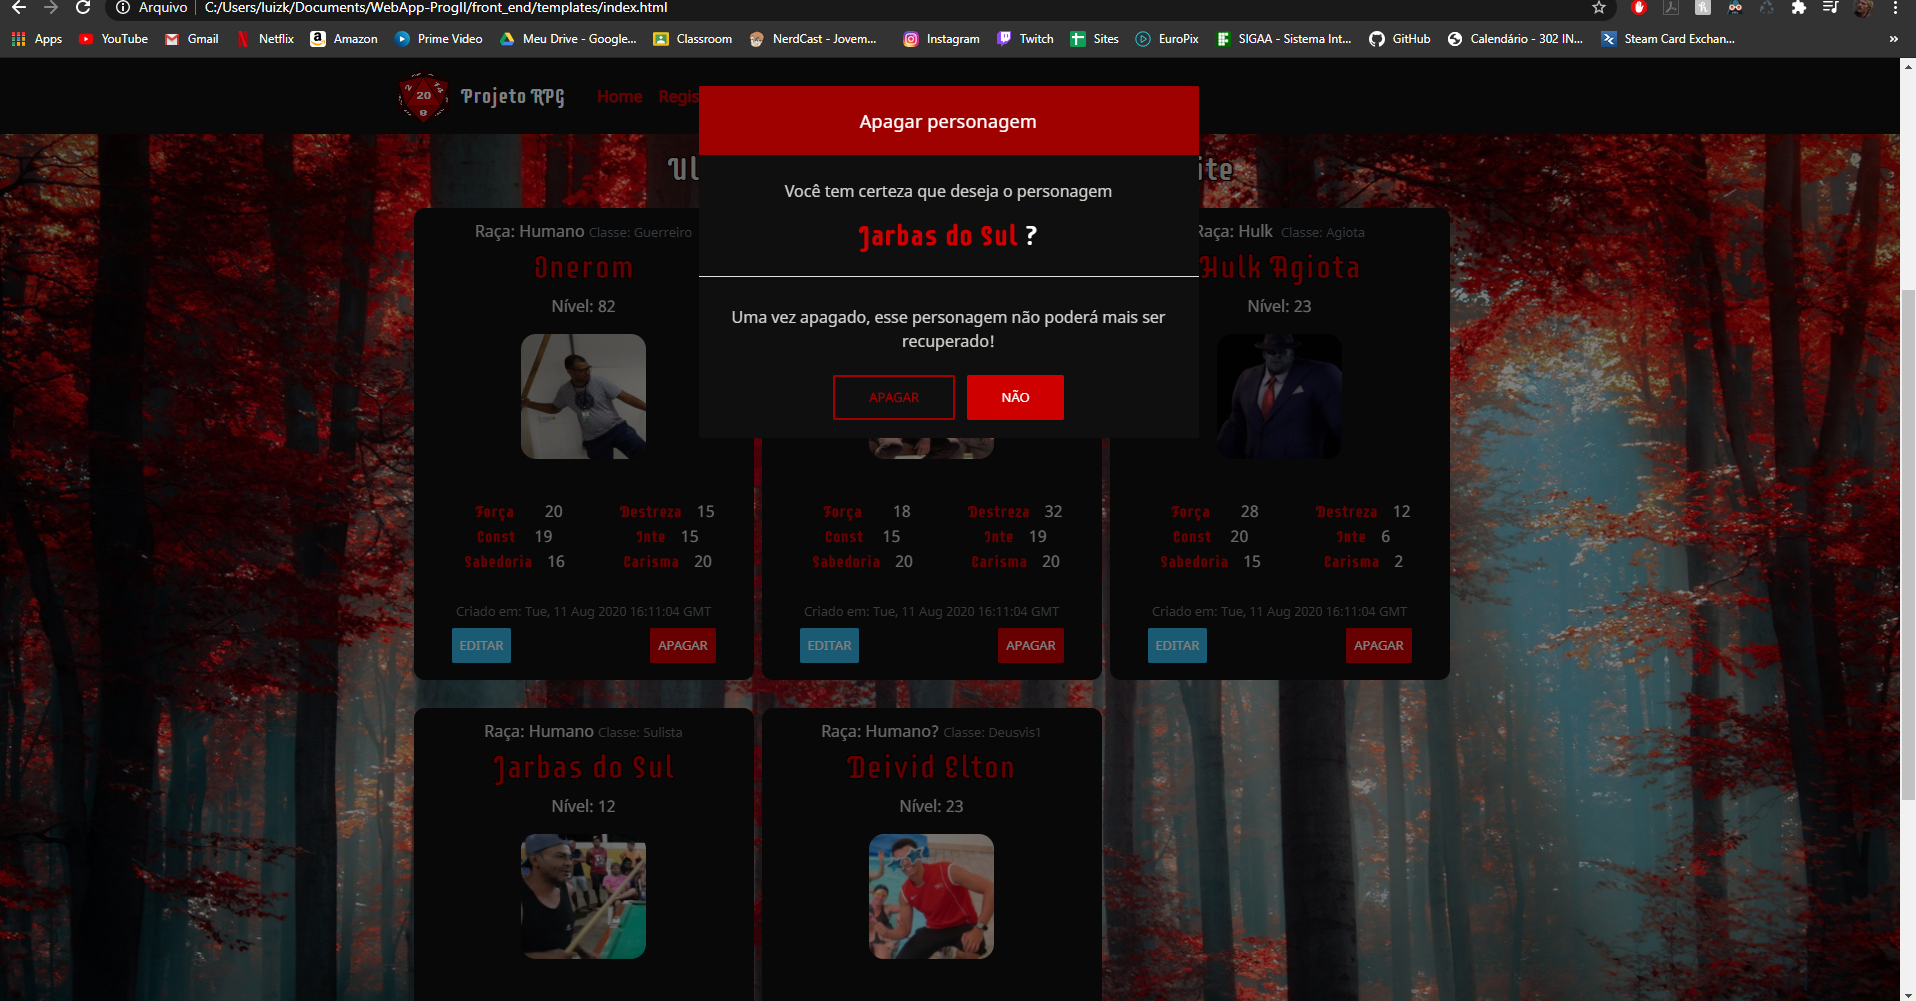 Arquivo C:/Users/luizk/Documents/WebApp-ProgII/front_end/templates/index.html
Apps YouTube Gmail Netflix Amazon Prime Video Meu Drive - Google... Classroom NerdCast - Jovem... Instagram Twitch Sites EuroPix SIGAA - Sistema Int... GitHub Calendário - 302 IN... Steam Card Exchan... »
20
Projeto RPG Home Regis
Apagar personagem
Ul
ite
Você tem certeza que deseja o personagem
Jarbas do Sul ?
Uma vez apagado, esse personagem não poderá mais ser
recuperado!
APAGAR NÃO
Raça: Humano Classe: Guerreiro
Onerom
Nível: 82
Força 20 Destreza 15
Const 19 Inte 15
Sabedoria 16 Carisma 20
Criado em: Tue, 11 Aug 2020 16:11:04 GMT
EDITAR APAGAR
Força 18 Destreza 32
Const 15 Inte 19
Sabedoria 20 Carisma 20
Criado em: Tue, 11 Aug 2020 16:11:04 GMT
EDITAR APAGAR
Raça: Hulk Classe: Agiota
Hulk Agiota
Nível: 23
Força 28 Destreza 12
Const 20 Inte 6
Sabedoria 15 Carisma 2
Criado em: Tue, 11 Aug 2020 16:11:04 GMT
EDITAR APAGAR
Raça: Humano Classe: Sulista
Jarbas do Sul
Nível: 12
Raça: Humano? Classe: Deusvis1
Deivid Elton
Nível: 23